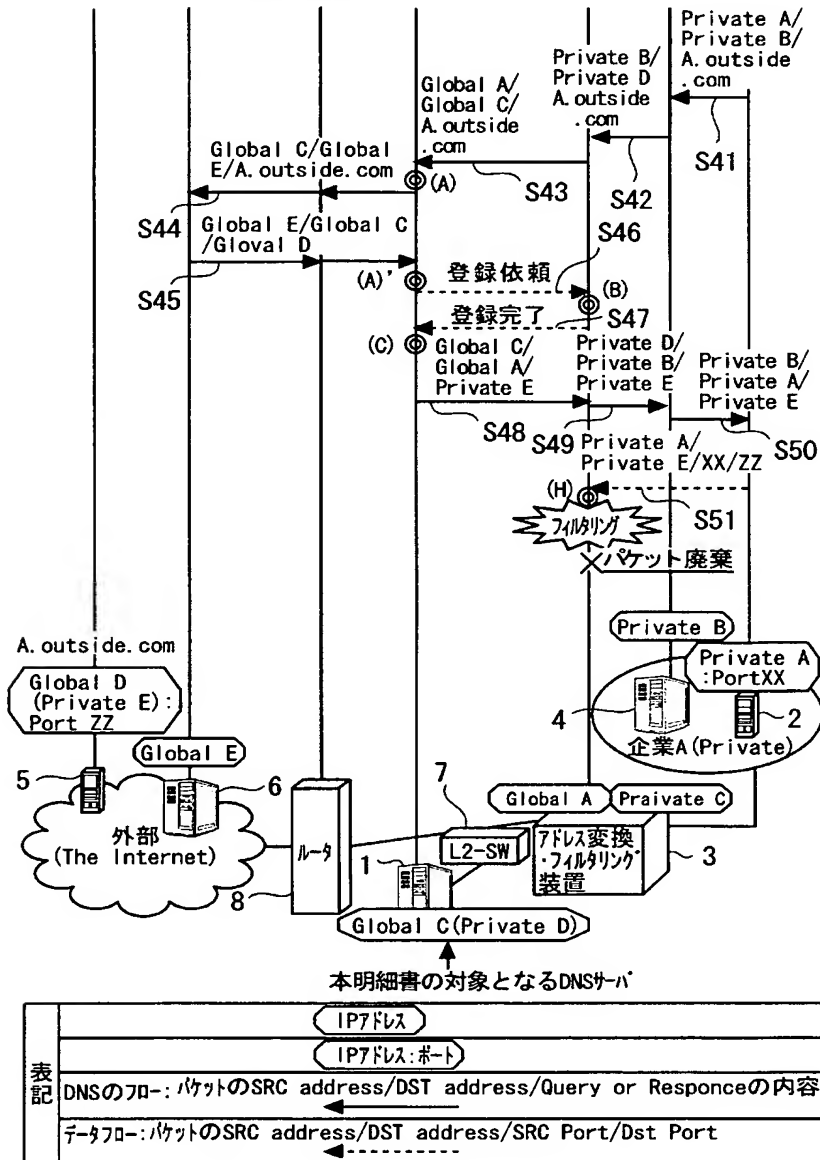 Private A/
Private B/
A.outside
.com
Private B/
Private D
A.outside
.com
Global A/
Global C/
A.outside
.com
S41
S42
Global C/Global
E/A.outside.com
(A)
S43
S44
Global E/Global C
/Gloval D
S46
S45
(A)'
登録依頼
(B)
登録完了
S47
(C)
Global C/
Global A/
Private E
Private D/
Private B/
Private E
Private B/
Private A/
Private E
S48
S49
S50
Private A/
Private E/XX/ZZ
(H)
S51
フィルタリング
パケット廃棄
A.outside.com
Private B
Global D
(Private E):
Port ZZ
Private A
:PortXX
4
2
企業A(Private)
Global E
5
6
7
Global A
Praivate C
外部
(The Internet)
ルータ
L2-SW
アドレス変換
・フィルタリング
装置
3
1
8
Global C(Private D)
本明細書の対象となるDNSサーバ
表記
IPアドレス
IPアドレス:ポート
DNSのフロー:パケットのSRC address/DST address/Query or Responceの内容
データフロー:パケットのSRC address/DST address/SRC Port/Dst Port